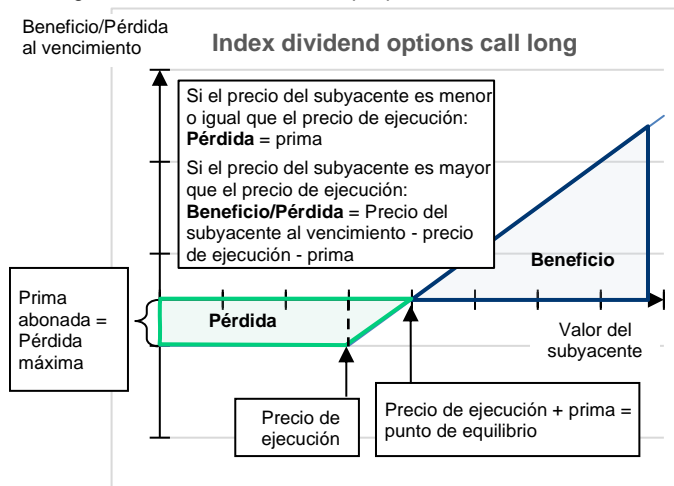 Beneficio/Pérdida
al vencimiento
Index dividend options call long
Si el precio del subyacente es menor
o igual que el precio de ejecución:
Pérdida = prima
Si el precio del subyacente es mayor
que el precio de ejecución:
Beneficio/Pérdida = Precio del
subyacente al vencimiento - precio
de ejecución - prima
Beneficio
Prima
abonada =
Pérdida
máxima
Pérdida
Valor del
subyacente
Precio de
ejecución
Precio de ejecución + prima =
punto de equilibrio